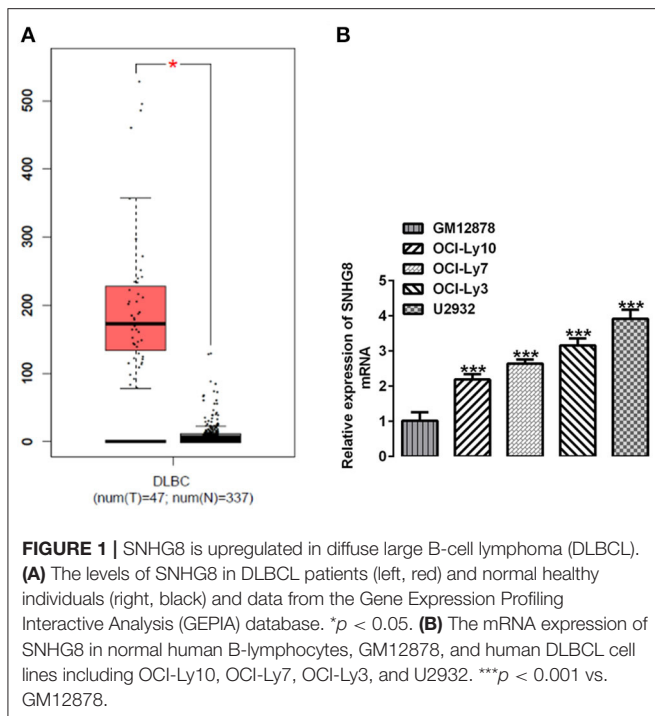 A
*
500
400
300
200
100
0
DLBC
(num(T)=47; num(N)=337)
B
GM12878
OCI-Ly10
OCI-Ly7
OCI-Ly3
U2932
Relative expression of SNHG8
mRNA
5
4
3
2
1
0
***
***
***
***
FIGURE 1 | SNHG8 is upregulated in diffuse large B-cell lymphoma (DLBCL).
(A) The levels of SNHG8 in DLBCL patients (left, red) and normal healthy
individuals (right, black) and data from the Gene Expression Profiling
Interactive Analysis (GEPIA) database. *p < 0.05. (B) The mRNA expression of
SNHG8 in normal human B-lymphocytes, GM12878, and human DLBCL cell
lines including OCI-Ly10, OCI-Ly7, OCI-Ly3, and U2932. ***p < 0.001 vs.
GM12878.